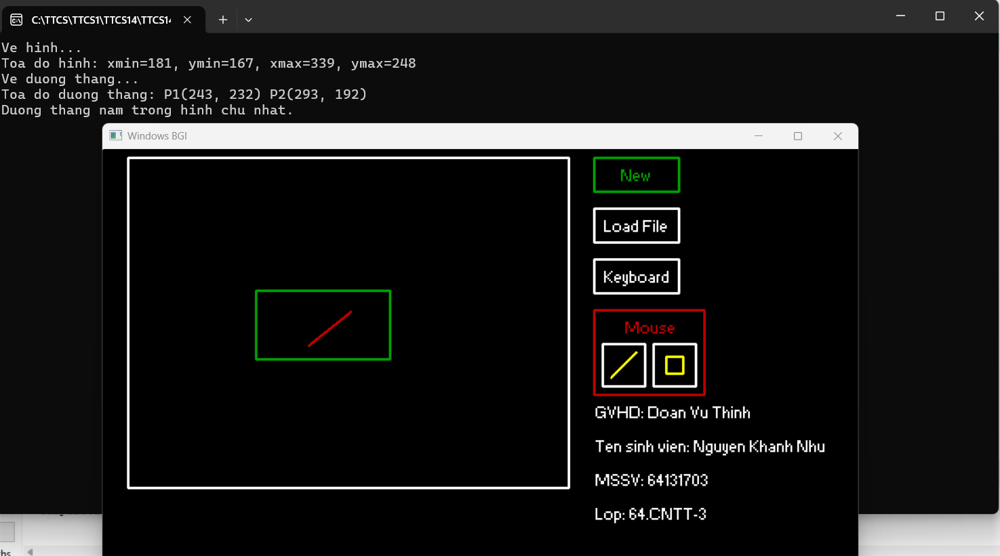 C:\TTCS\TTCS1\TTCS14\TTCS14
Ve hinh...
Toa do hinh: xmin=181, ymin=167, xmax=339, ymax=248
Ve duong thang...
Toa do duong thang: P1(243, 232) P2(293, 192)
Duong thang nam trong hinh chu nhat.
Windows BGI
New
Load File
Keyboard
Mouse
GVHD: Doan Vu Thinh
Ten sinh vien: Nguyen Khanh Nhu
MSSV: 64131703
Lop: 64.CNTT-3